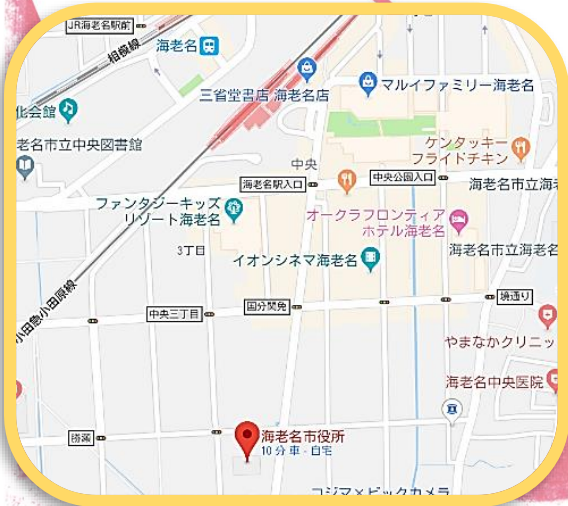 JR海老名駅前
相模線
海老名
三省堂書店 海老名店
マルイファミリー海老名
化会館
老名市立中央図書館
ケンタッキー
フライドチキン
中央
海老名駅入口
中央公園入口
海老名市立海老
ファンタジーキッズ
リゾート海老名
オークラフロンティア
ホテル海老名
3丁目
イオンシネマ海老名
海老名市立海老名
小田急小田原線
中央三丁目
国分関免
境通り
やまなかクリニッ
海老名中央医院
勝瀬
海老名市役所
10 分 車 - 自宅
コジマ×ビックカメラ